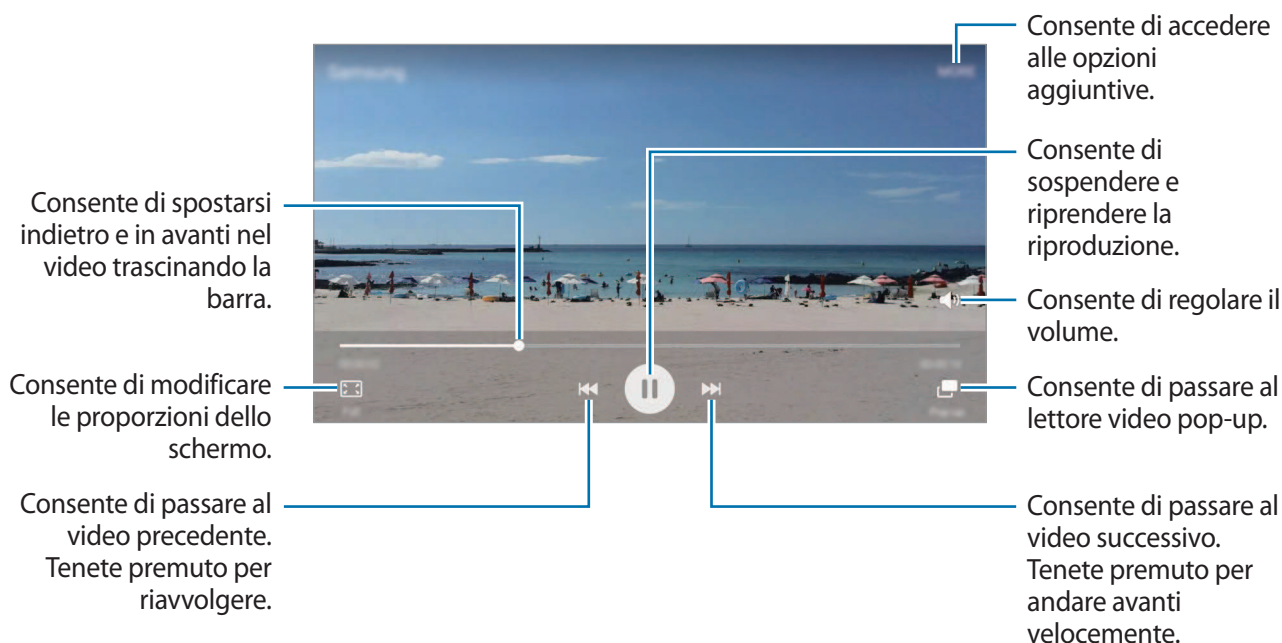 Consente di accedere
alle opzioni
aggiuntive.
Samsung
MORE
Consente di
sospendere e
riprendere la
riproduzione.
Consente di spostarsi
indietro e in avanti nel
video trascinando la
barra.
Consente di regolare il
volume.
Consente di modificare
le proporzioni dello
schermo.
Consente di passare al
lettore video pop-up.
Consente di passare al
video precedente.
Tenete premuto per
riavvolgere.
Consente di passare al
video successivo.
Tenete premuto per
andare avanti
velocemente.